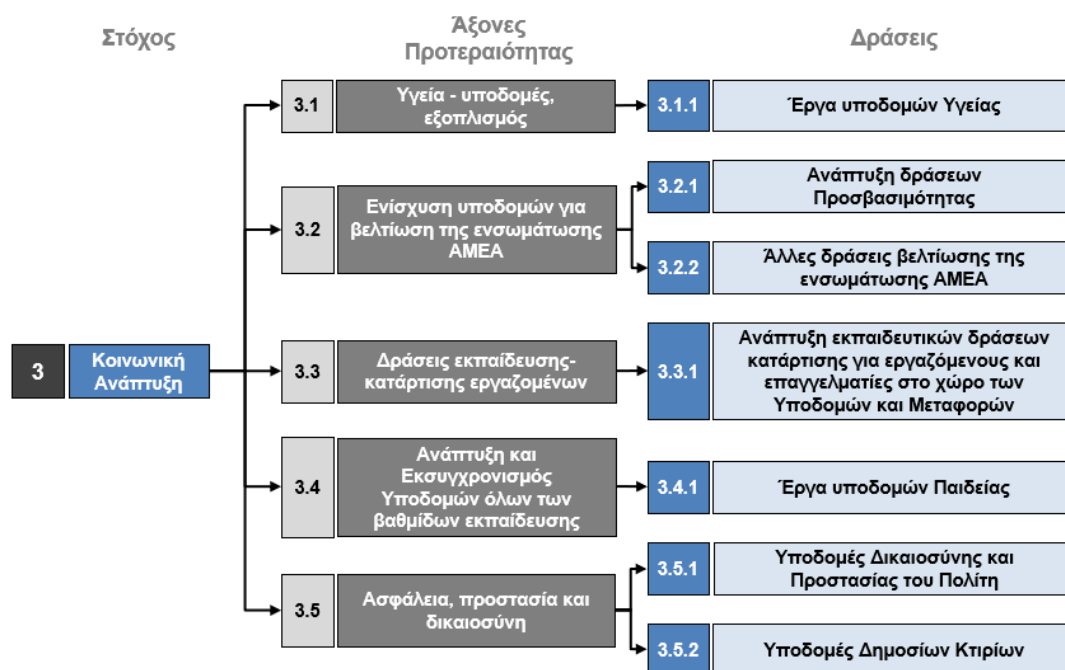 Στόχος
Άξονες
Προτεραιότητας
Δράσεις
3
Κοινωνική
Ανάπτυξη
3.1
Υγεία - υποδομές,
εξοπλισμός
3.1.1
Έργα υποδομών Υγείας
3.2
Ενίσχυση υποδομών για
βελτίωση της ενσωμάτωσης
ΑΜΕΑ
3.2.1
Ανάπτυξη δράσεων
Προσβασιμότητας
3.2.2
Άλλες δράσεις βελτίωσης της
ενσωμάτωσης ΑΜΕΑ
3.3
Δράσεις εκπαίδευσης-
κατάρτισης εργαζομένων
3.3.1
Ανάπτυξη εκπαιδευτικών δράσεων
κατάρτισης για εργαζόμενους και
επαγγελματίες στο χώρο των
Υποδομών και Μεταφορών
3.4
Ανάπτυξη και
Εκσυγχρονισμός
Υποδομών όλων των
βαθμίδων εκπαίδευσης
3.4.1
Έργα υποδομών Παιδείας
3.5
Ασφάλεια, προστασία και
δικαιοσύνη
3.5.1
Υποδομές Δικαιοσύνης και
Προστασίας του Πολίτη
3.5.2
Υποδομές Δημοσίων Κτιρίων